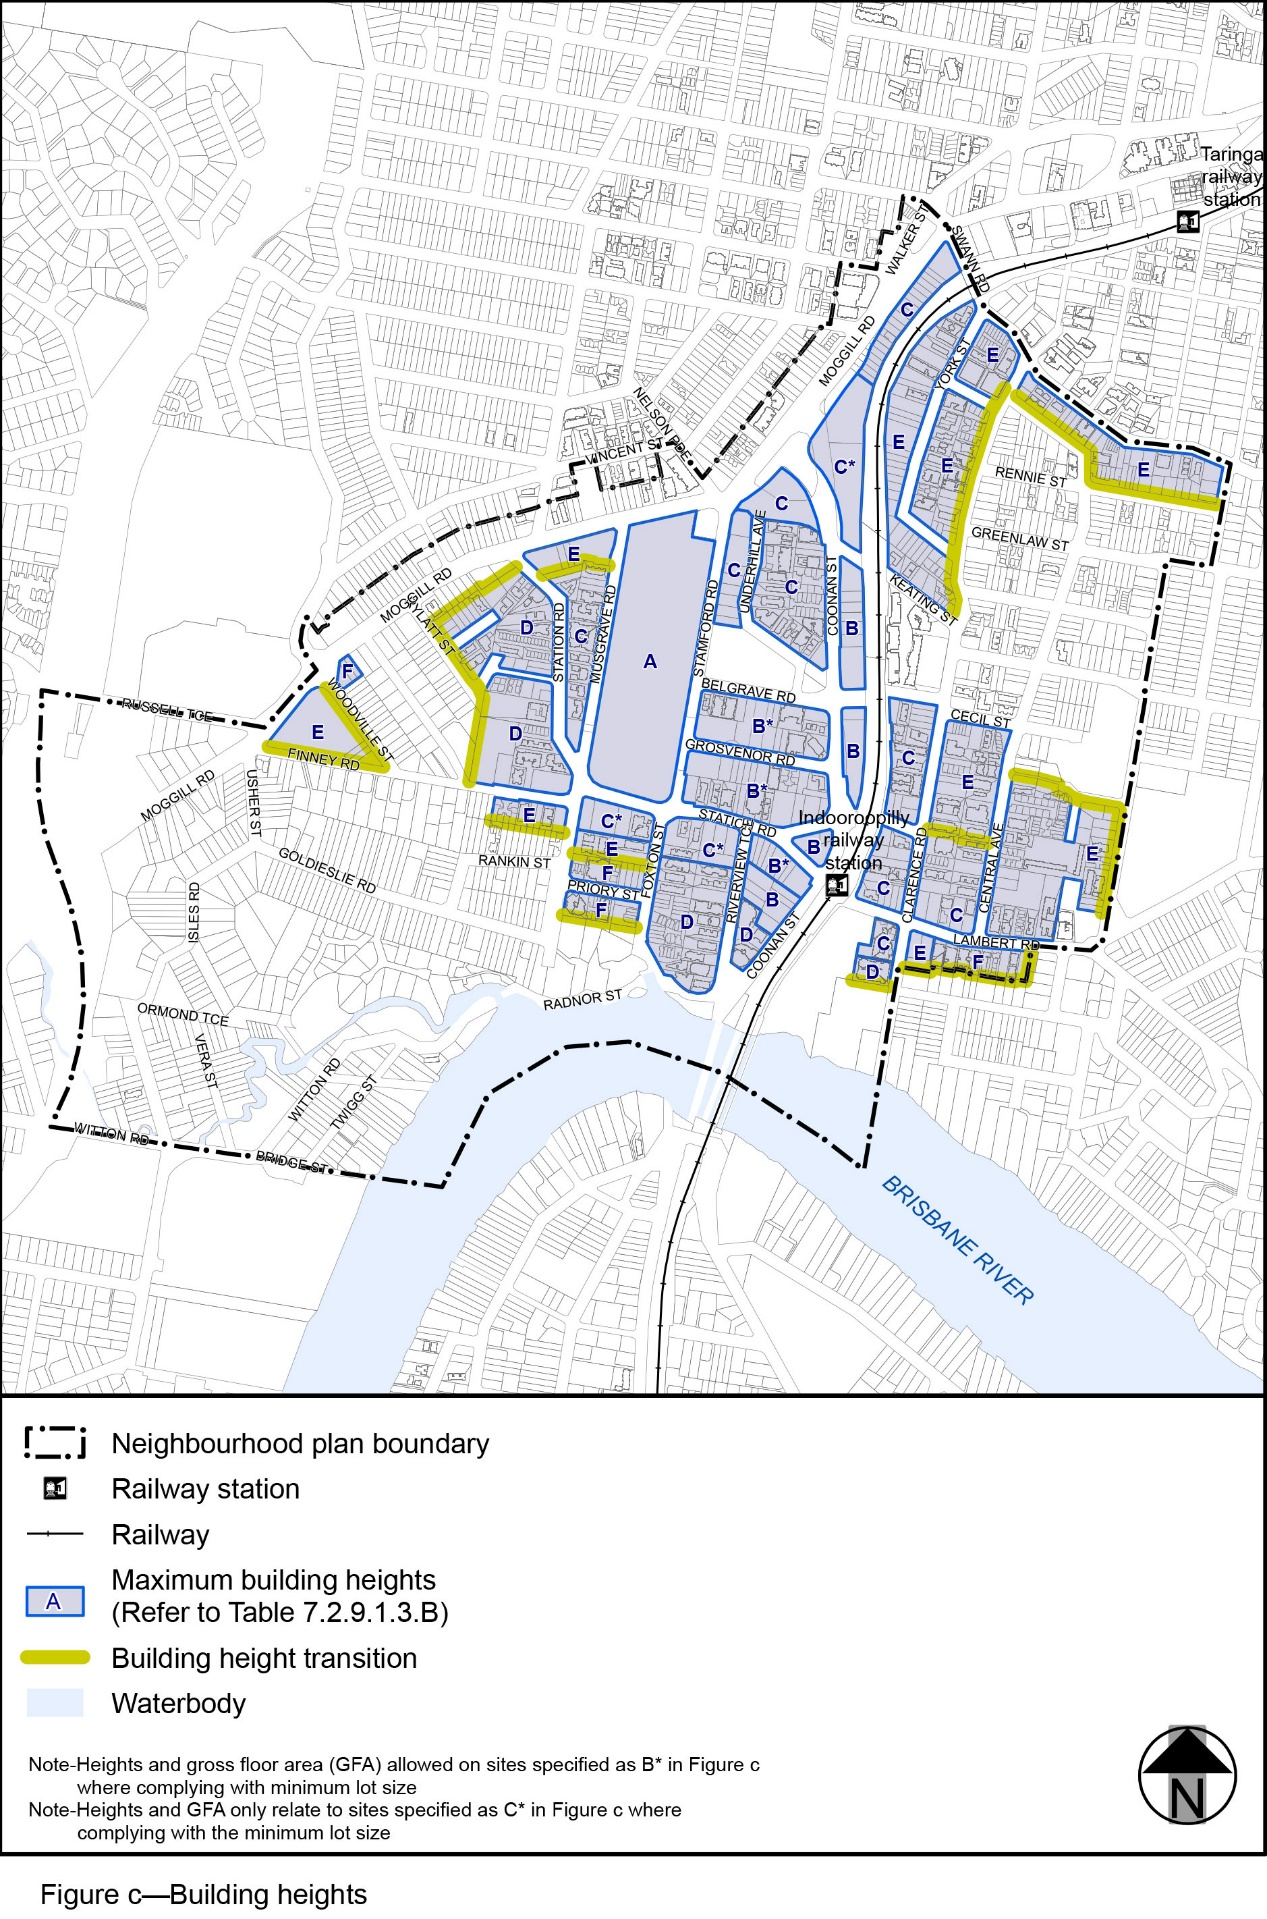 Taringa
railway
station
WALKER ST
SWANN RD
C
MOGGILL RD
YORK ST
E
NELSON PDE
VINCENT ST
E
C*
E
E
RENNIE ST
GREENLAW ST
KEATING ST
C
UNDERHILL AVE
C
C
COONAN ST
B
E
MOGGILL RD
D
STATION RD
C
MUSGRAVE RD
A
STAMFORD RD
F
WOODVILLE ST
RUSSELL TCE
E
FINNEY RD
D
BELGRAVE RD
B*
GROSVENOR RD
B
B*
C
CECIL ST
E
MOGGILL RD
USHER ST
E
C*
STATION RD
Indooroopilly
railway
station
E
RANKIN ST
F
PRIORY ST
F
FOXTON ST
C*
RIVERVIEW TCE
B*
B
B
D
D
COONAN ST
CLARENCE RD
CENTRAL AVE
E
C
C
GOLDIESLIE RD
ISLES RD
C
D
E
LAMBERT RD
F
RADNOR ST
ORMOND TCE
VERA ST
WITTON RD
TWIGG ST
WITTON RD
BRIDGE ST
BRISBANE RIVER
Neighbourhood plan boundary
Railway station
Railway
A
Maximum building heights
(Refer to Table 7.2.9.1.3.B)
Building height transition
Waterbody
Note-Heights and gross floor area (GFA) allowed on sites specified as B* in Figure c
where complying with minimum lot size
Note-Heights and GFA only relate to sites specified as C* in Figure c where
complying with the minimum lot size
N
Figure c—Building heights